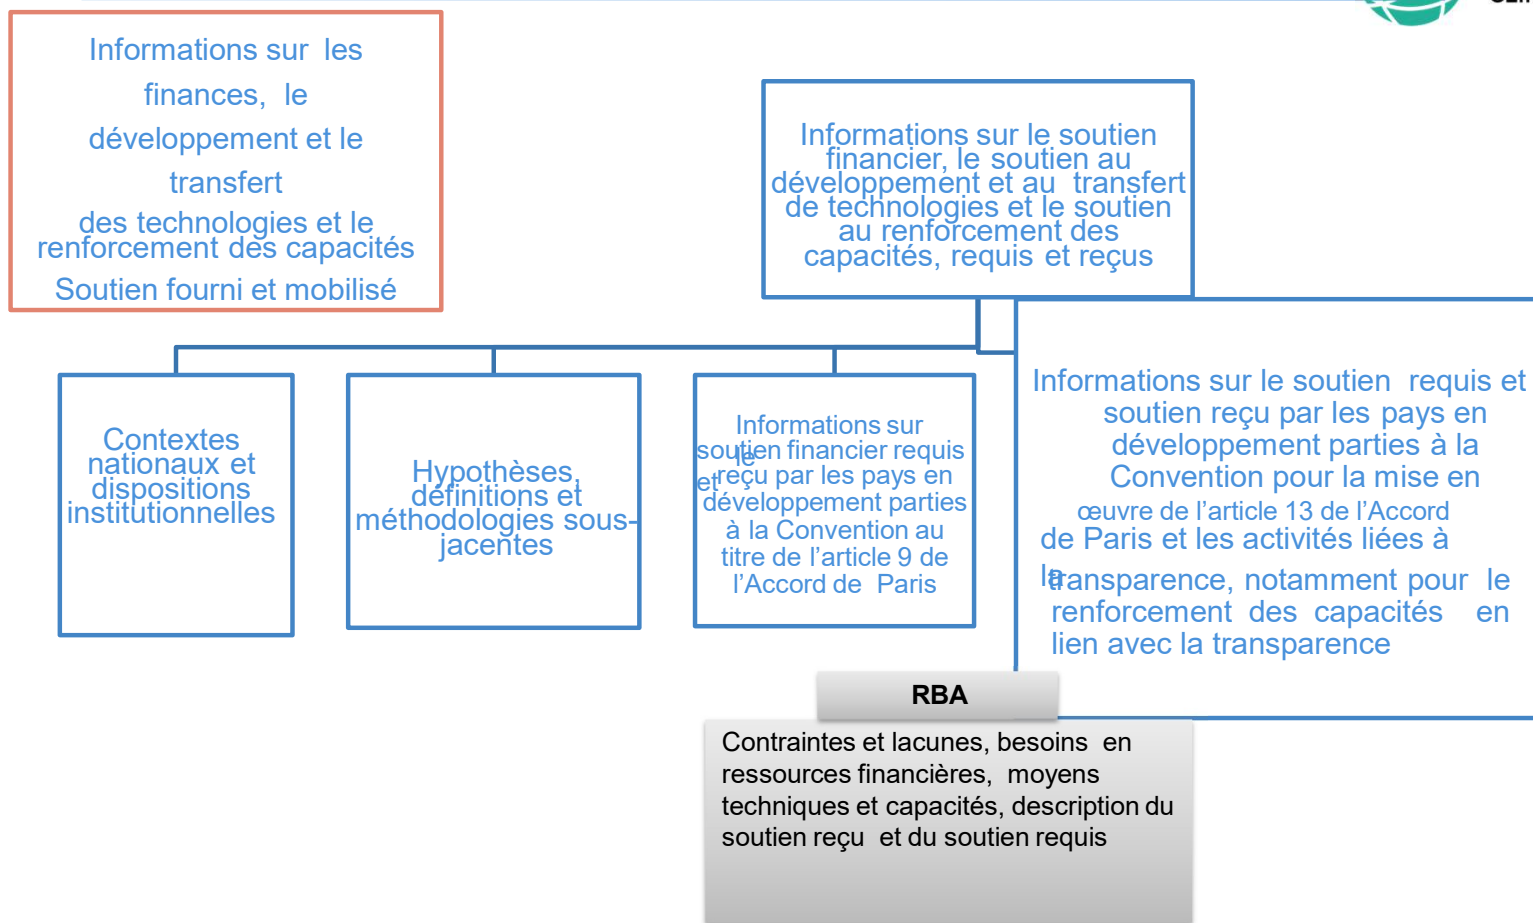 Informations sur les
finances, le
développement et le
transfert
des technologies et le
renforcement des capacités
Soutien fourni et mobilisé
Informations sur le soutien
financier, le soutien au
développement et au transfert
de technologies et le soutien
au renforcement des
capacités, requis et reçus
Contextes
nationaux et
dispositions
institutionnelles
Hypothèses,
définitions et
méthodologies sous-
jacentes
Informations sur
le
soutien financier requis
et
reçu par les pays en
développement parties
à la Convention au
titre de l’article 9 de
l’Accord de Paris
Informations sur le soutien requis et
soutien reçu par les pays en
développement parties à la
Convention pour la mise en
œuvre de l’article 13 de l’Accord
de Paris et les activités liées à
la
transparence, notamment pour le
renforcement des capacités en
lien avec la transparence
RBA
Contraintes et lacunes, besoins en
ressources financières, moyens
techniques et capacités, description du
soutien reçu et du soutien requis